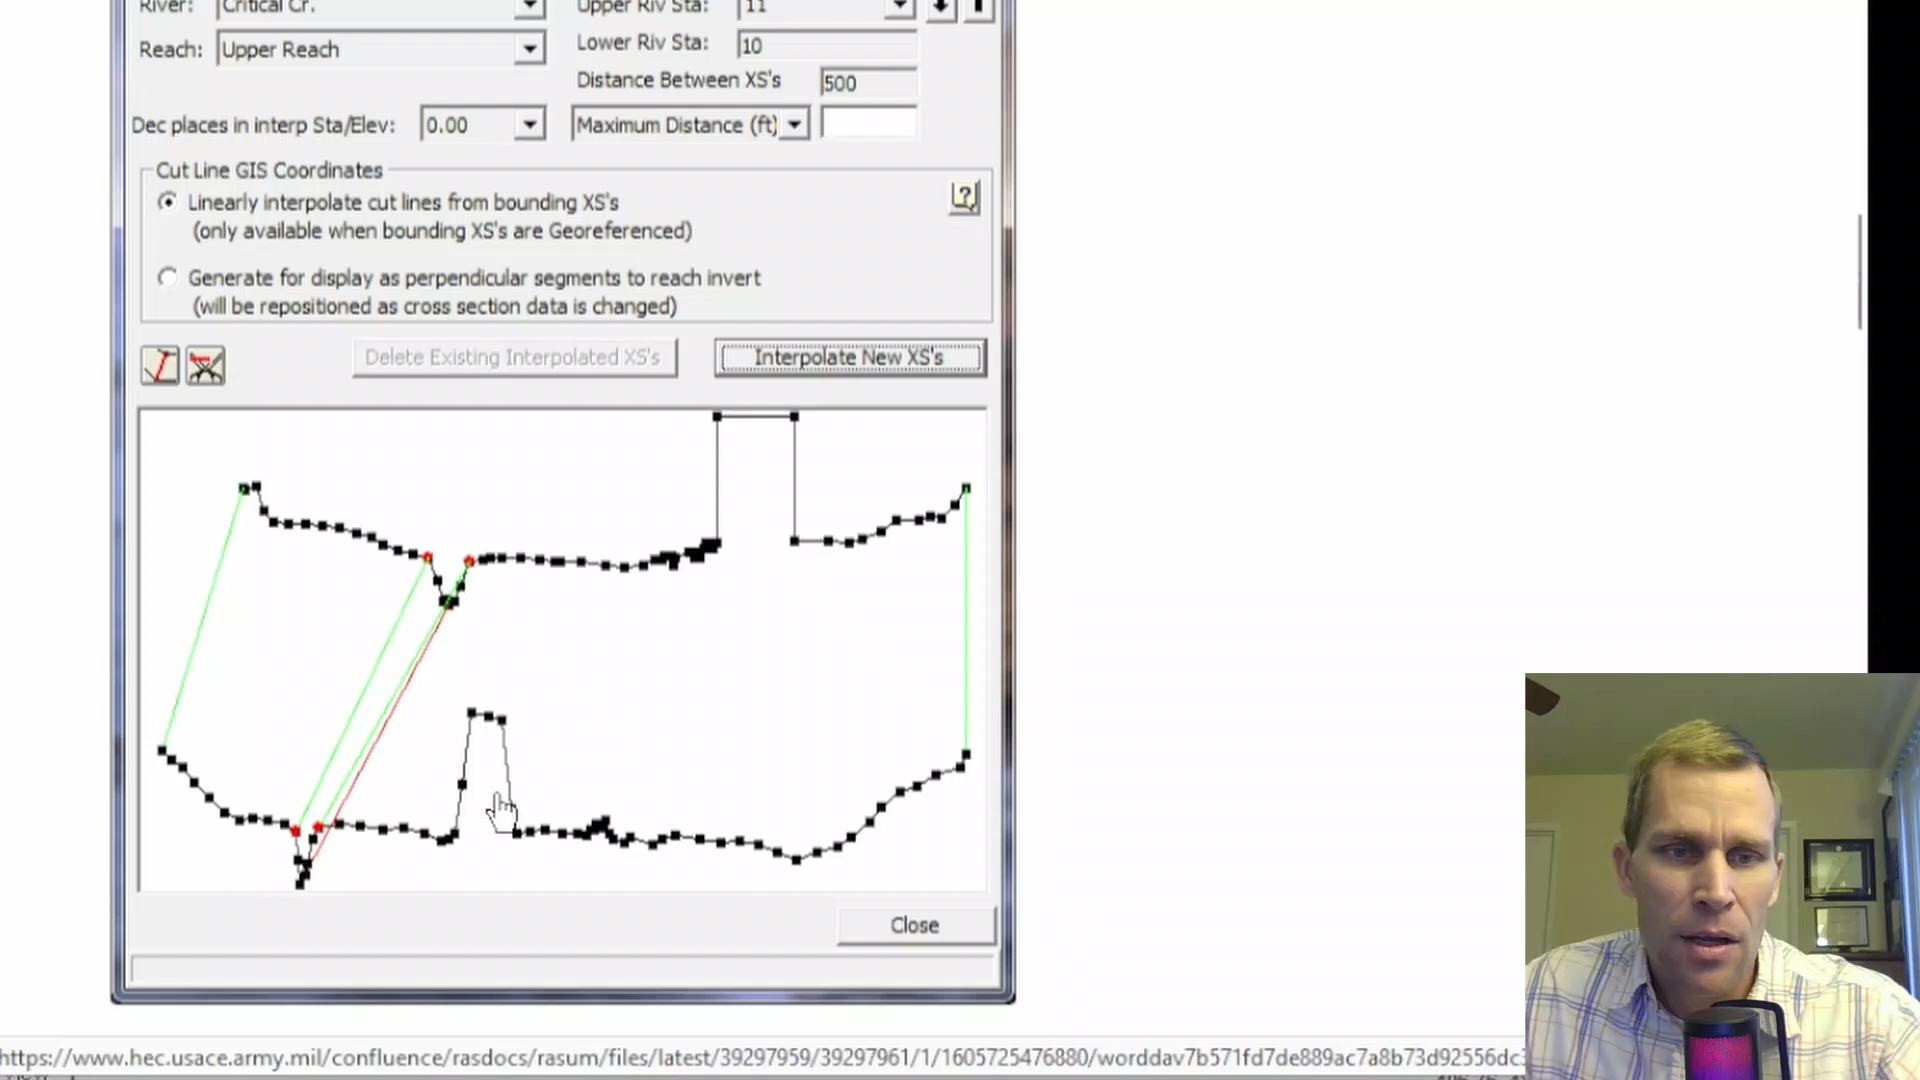 River: Critical Cr. Upper Riv Sta: 11
Reach: Upper Reach Lower Riv Sta: 10
Distance Between XS's 500
Dec places in interp Sta/Elev: 0.00 Maximum Distance (ft)
Cut Line GIS Coordinates
Linearly interpolate cut lines from bounding XS's
(only available when bounding XS's are Georeferenced)
Generate for display as perpendicular segments to reach invert
(will be repositioned as cross section data is changed)
Delete Existing Interpolated XS's Interpolate New XS's
Close
https://www.hec.usace.army.mil/confluence/rasdocs/rasum/files/latest/39297959/39297961/1/1605725476880/worddav7b571fd7de889ac7a8b73d92556dc3